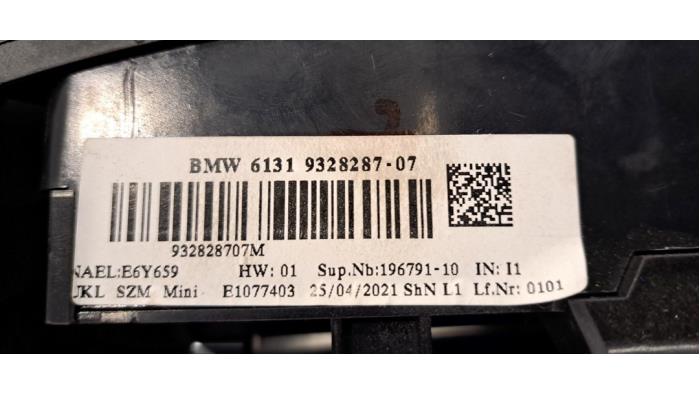 BMW 6131 9328287-07
932828707M
NAEL:E6Y659 HW: 01 Sup.Nb:196791-10 IN: I1
JKL SZM Mini E1077403 25/04/2021 ShN L1 Lf.Nr: 0101